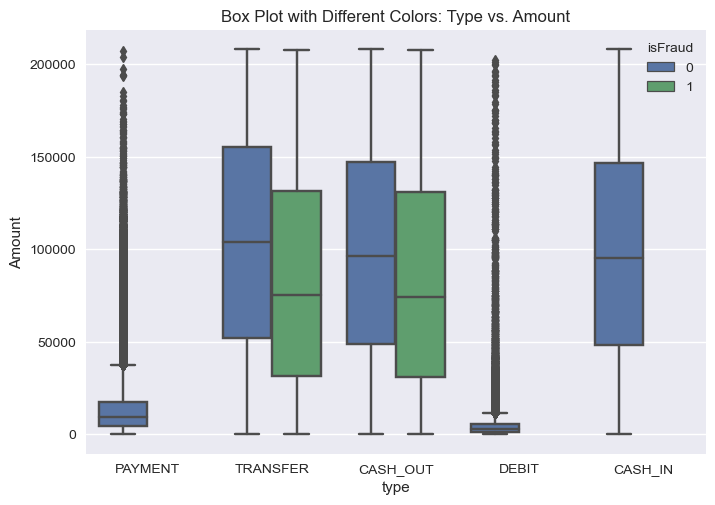 Box Plot with Different Colors: Type vs. Amount
isFraud
0
1
200000
150000
100000
50000
0
Amount
PAYMENT TRANSFER CASH_OUT DEBIT CASH_IN
type